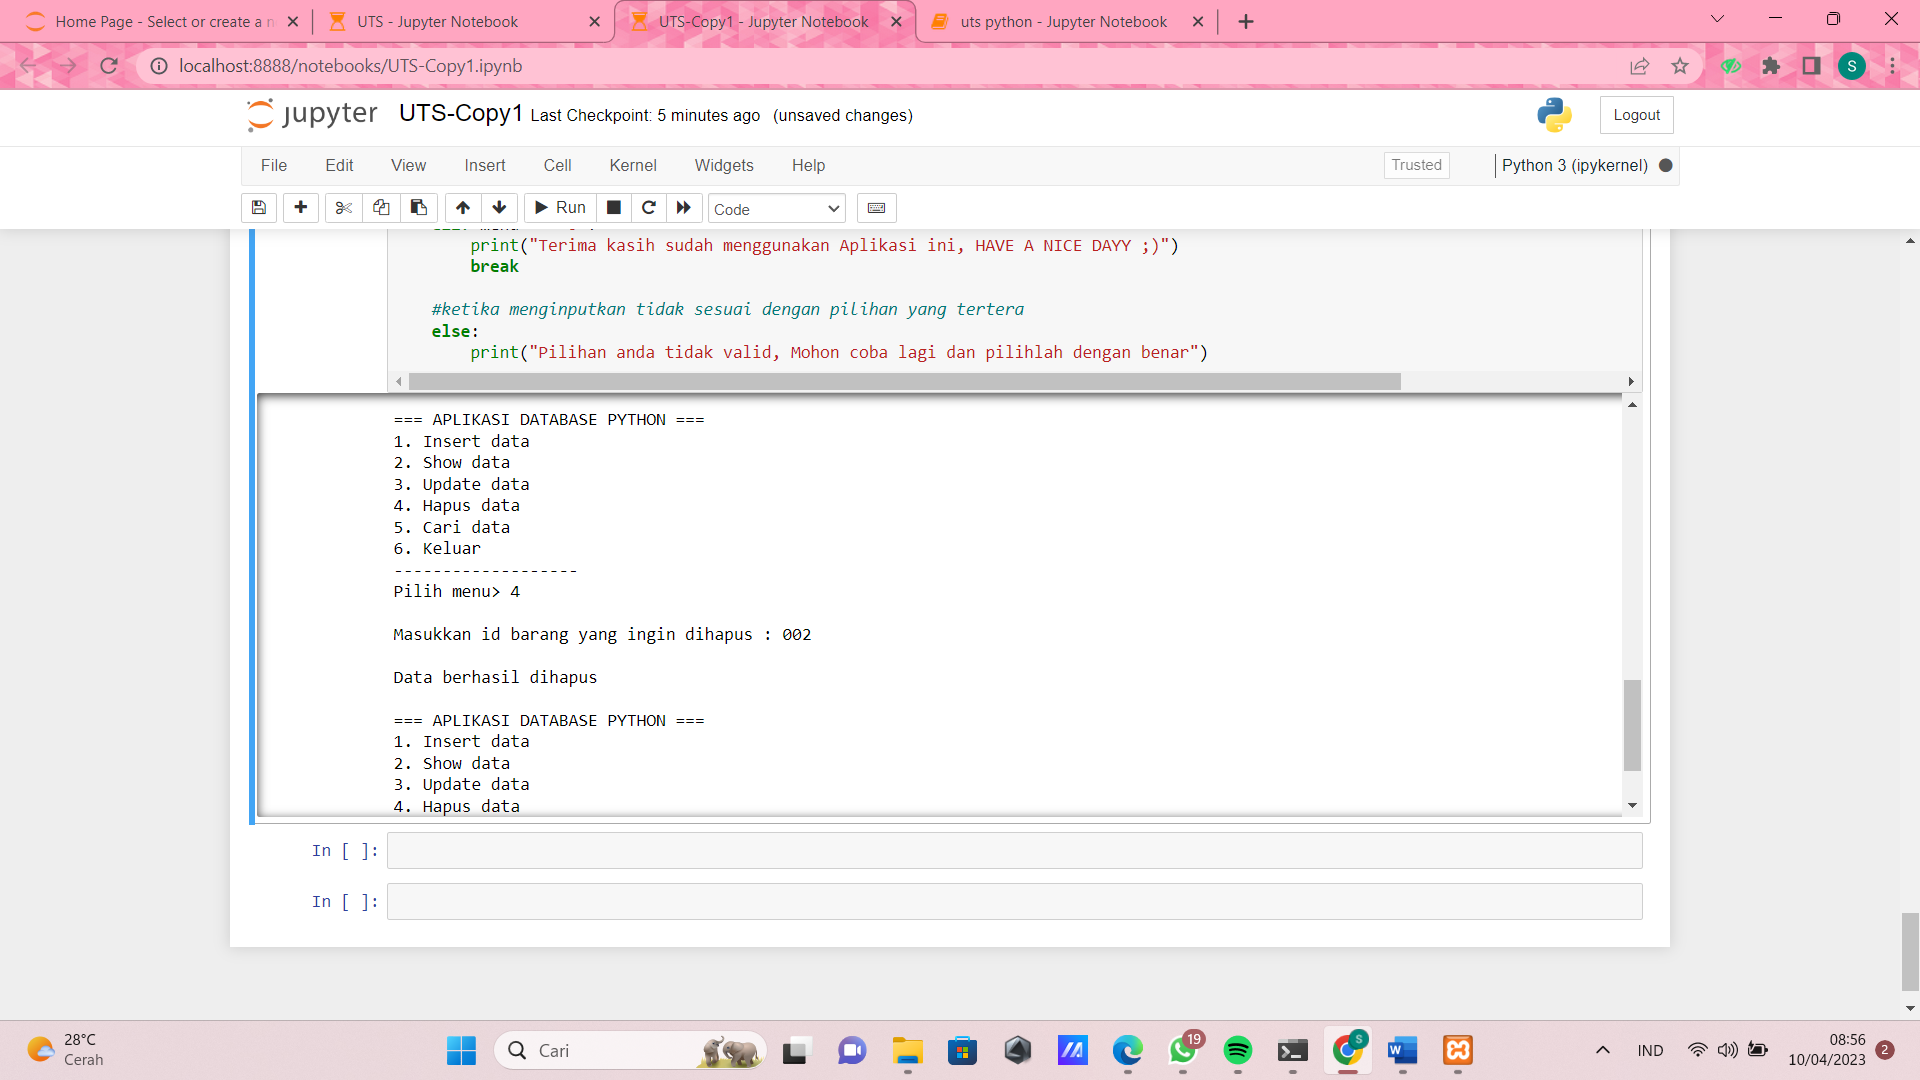 Home Page - Select or create a n
UTS - Jupyter Notebook
UTS-Copy1 - Jupyter Notebook
uts python - Jupyter Notebook
localhost:8888/notebooks/UTS-Copy1.ipynb
S
jupyter UTS-Copy1 Last Checkpoint: 5 minutes ago (unsaved changes)
Logout
File Edit View Insert Cell Kernel Widgets Help
Trusted
Python 3 (ipykernel)
Run
Code
print("Terima kasih sudah menggunakan Aplikasi ini, HAVE A NICE DAYY ;)")
break
#ketika menginputkan tidak sesuai dengan pilihan yang tertera
else:
print("Pilihan anda tidak valid, Mohon coba lagi dan pilihlah dengan benar")
=== APLIKASI DATABASE PYTHON ===
1. Insert data
2. Show data
3. Update data
4. Hapus data
5. Cari data
6. Keluar
-------------------
Pilih menu> 4
Masukkan id barang yang ingin dihapus : 002
Data berhasil dihapus
=== APLIKASI DATABASE PYTHON ===
1. Insert data
2. Show data
3. Update data
4. Hapus data
In [ ]:
In [ ]:
28°C
Cerah
Cari
19
S
W
IND
08:56
10/04/2023
2